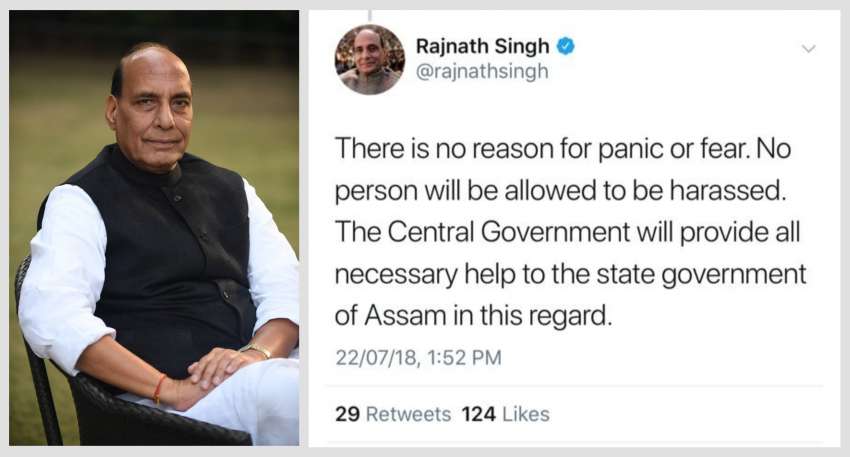 Rajnath Singh
@rajnathsingh
There is no reason for panic or fear. No
person will be allowed to be harassed.
The Central Government will provide all
necessary help to the state government
of Assam in this regard.
22/07/18, 1:52 PM
29 Retweets 124 Likes